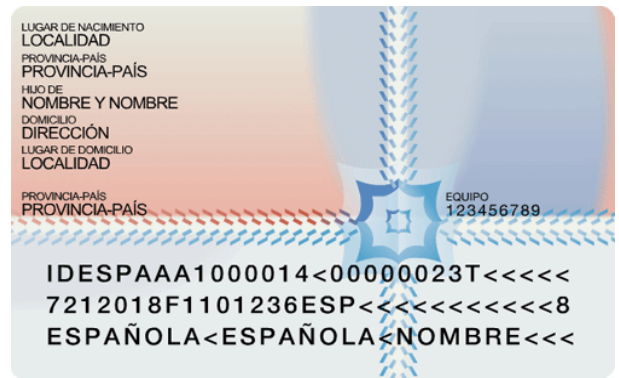 LUGAR DE NACIMIENTO
LOCALIDAD
PROVINCIA-PAÍS
PROVINCIA-PAÍS
HIJO DE
NOMBRE Y NOMBRE
DOMICILIO
DIRECCIÓN
LUGAR DE DOMICILIO
LOCALIDAD
PROVINCIA-PAÍS
PROVINCIA-PAÍS
EQUIPO
123456789
IDESPAAA1000014<00000023T<<<<<
7212018F1101236ESP<<<<<<<<<<<8
ESPAÑOLA<ESPAÑOLA<NOMBRE<<<